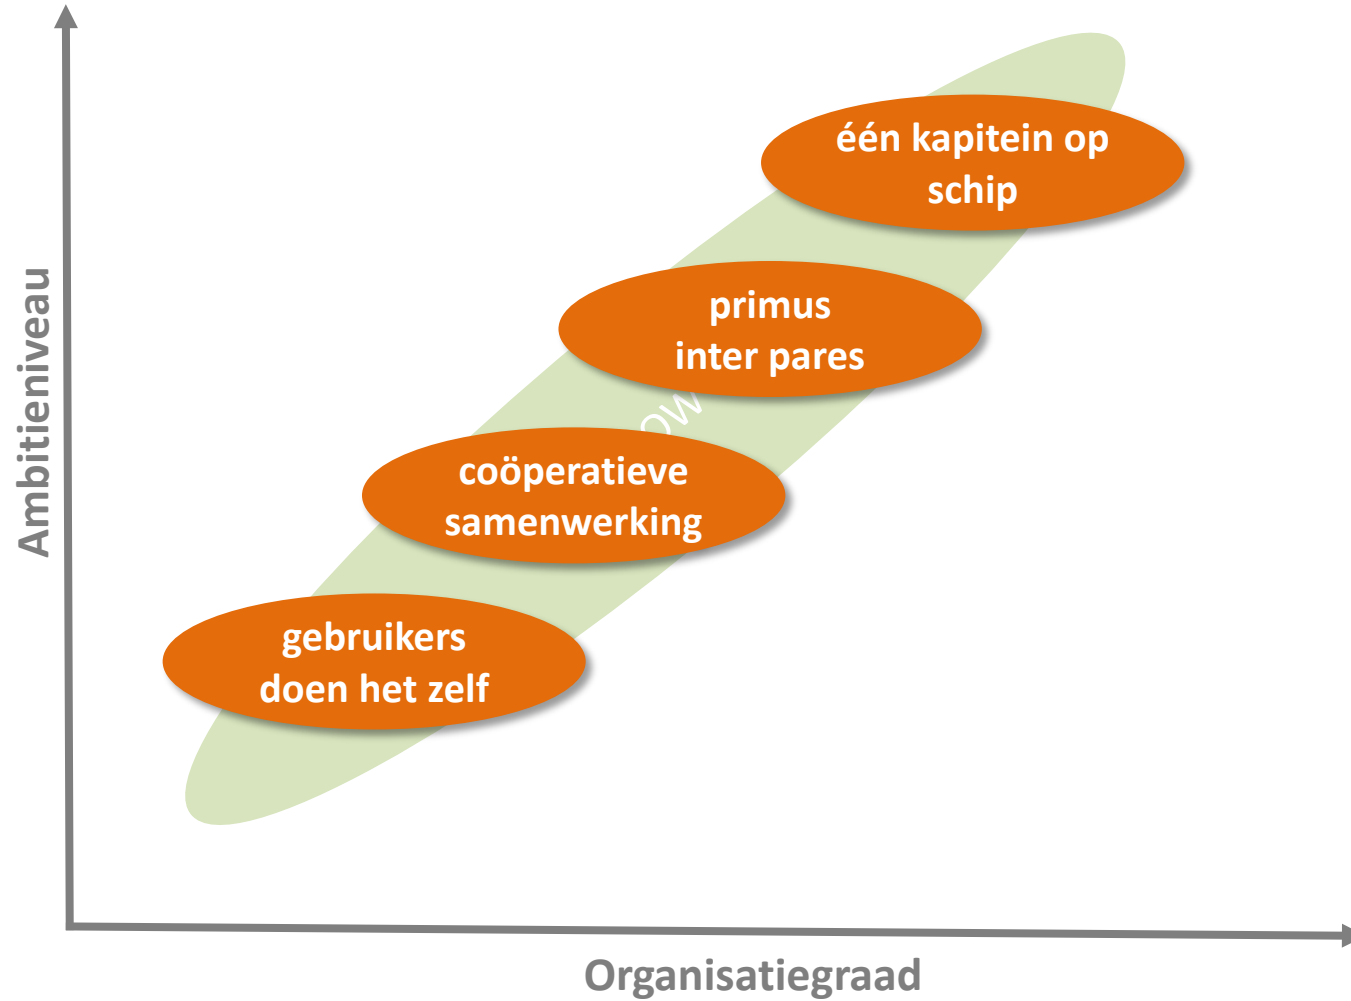 één kapitein op
schip
primus
inter pares
coöperatieve
samenwerking
gebruikers
doen het zelf
Ambitieniveau
Organisatiegraad